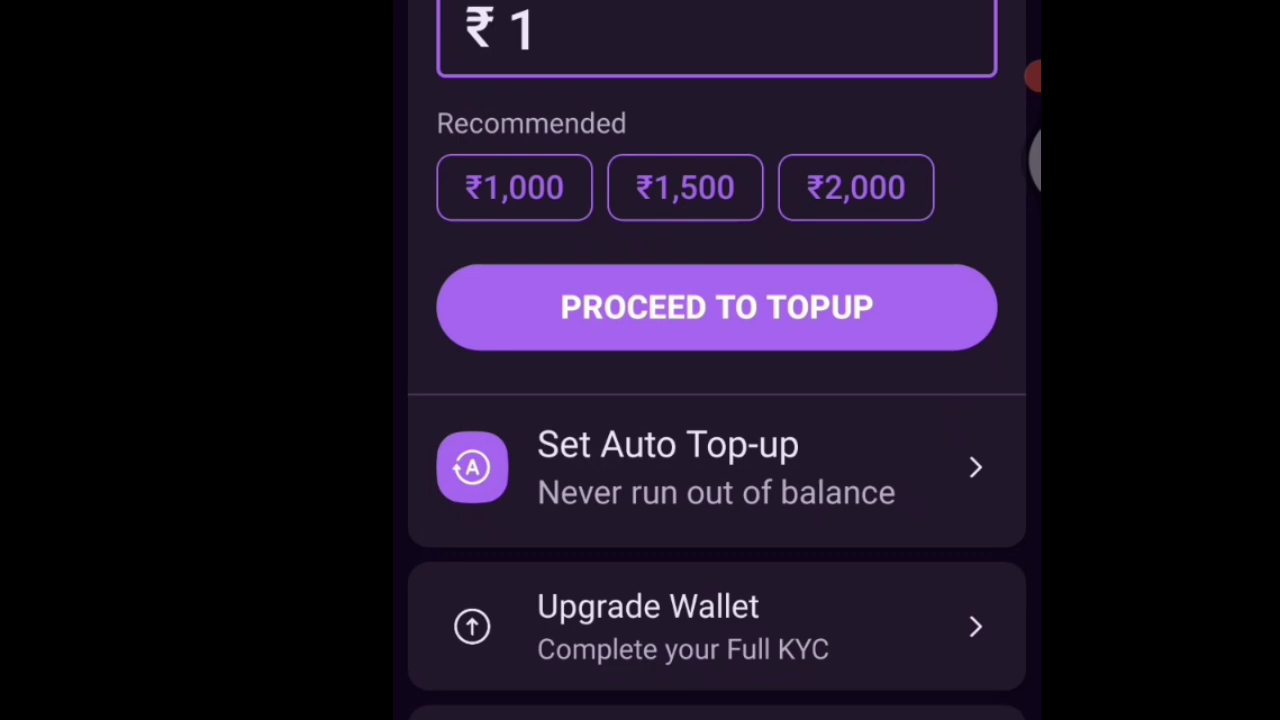 ₹ 1
Recommended
₹1,000 ₹1,500 ₹2,000
PROCEED TO TOPUP
A
Set Auto Top-up
Never run out of balance
Upgrade Wallet
Complete your Full KYC